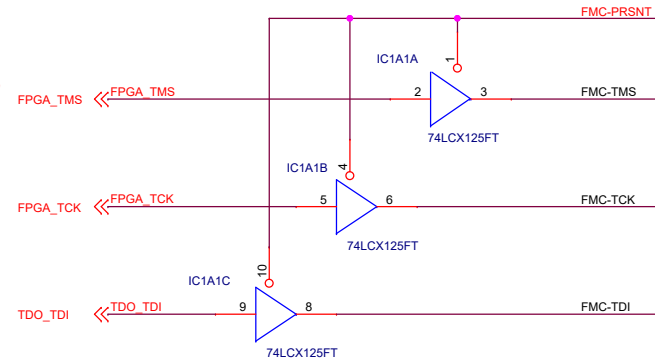 FMC-PRSNT
IC1A1A
1
FPGA_TMS
FPGA_TMS
2
3
FMC-TMS
74LCX125FT
IC1A1B
4
FPGA_TCK
FPGA_TCK
5
6
FMC-TCK
74LCX125FT
IC1A1C
10
TDO_TDI
TDO_TDI
9
8
FMC-TDI
74LCX125FT